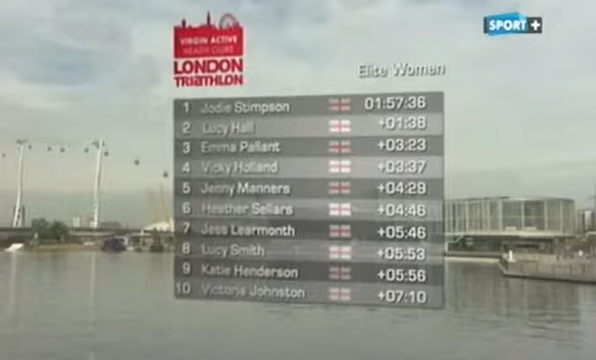 SPORT +
VIRGIN ACTIVE
HEALTH CLUBS
LONDON
TRIATHLON
Elite Women
1 Jodie Stimpson 01:57:36
2 Lucy Hall +01:38
3 Emma Pallant +03:23
4 Vicky Holland +03:37
5 Jenny Manners +04:29
6 Heather Sellars +04:46
7 Jess Learmonth +05:46
8 Lucy Smith +05:53
9 Katie Henderson +05:56
10 Victoria Johnston +07:10